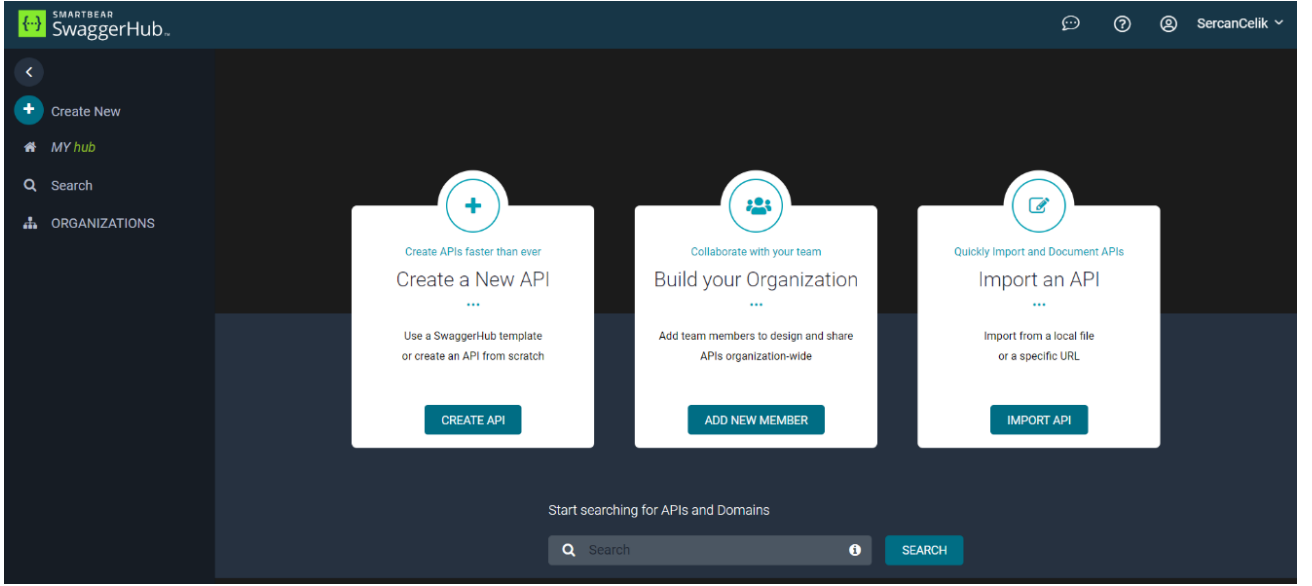 SMARTBEAR
SwaggerHub™
SercanCelik
Create New
MY hub
Search
ORGANIZATIONS
Create APIs faster than ever
Create a New API
...
Use a SwaggerHub template
or create an API from scratch
CREATE API
Collaborate with your team
Build your Organization
...
Add team members to design and share
APIs organization-wide
ADD NEW MEMBER
Quickly Import and Document APIs
Import an API
...
Import from a local file
or a specific URL
IMPORT API
Start searching for APIs and Domains
Search
SEARCH